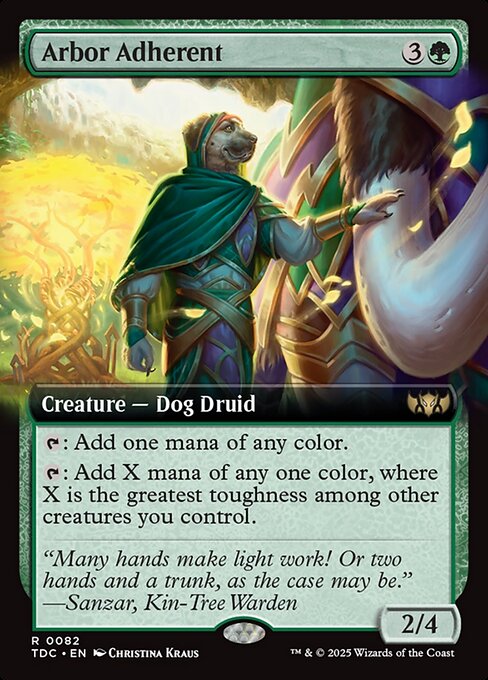 Arbor Adherent 3
Creature — Dog Druid
: Add one mana of any color.
: Add X mana of any one color, where
X is the greatest toughness among other
creatures you control.
“Many hands make light work! Or two
hands and a trunk, as the case may be.”
—Sanzar, Kin-Tree Warden
2/4
R 0082
TDC • EN Christina Kraus ™ & © 2025 Wizards of the Coast